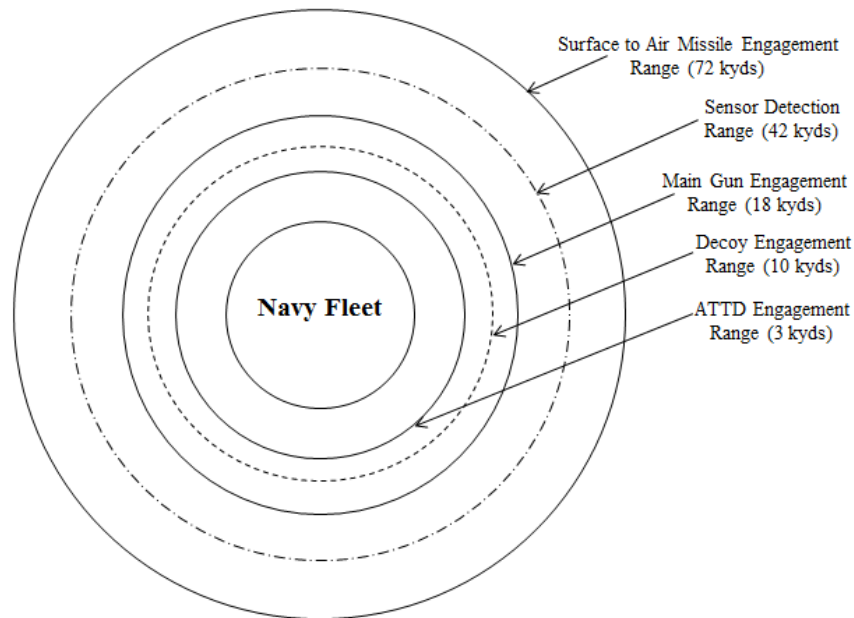 Surface to Air Missile Engagement
Range (72 kyds)
Sensor Detection
Range (42 kyds)
Main Gun Engagement
Range (18 kyds)
Decoy Engagement
Range (10 kyds)
ATTD Engagement
Range (3 kyds)
Navy Fleet